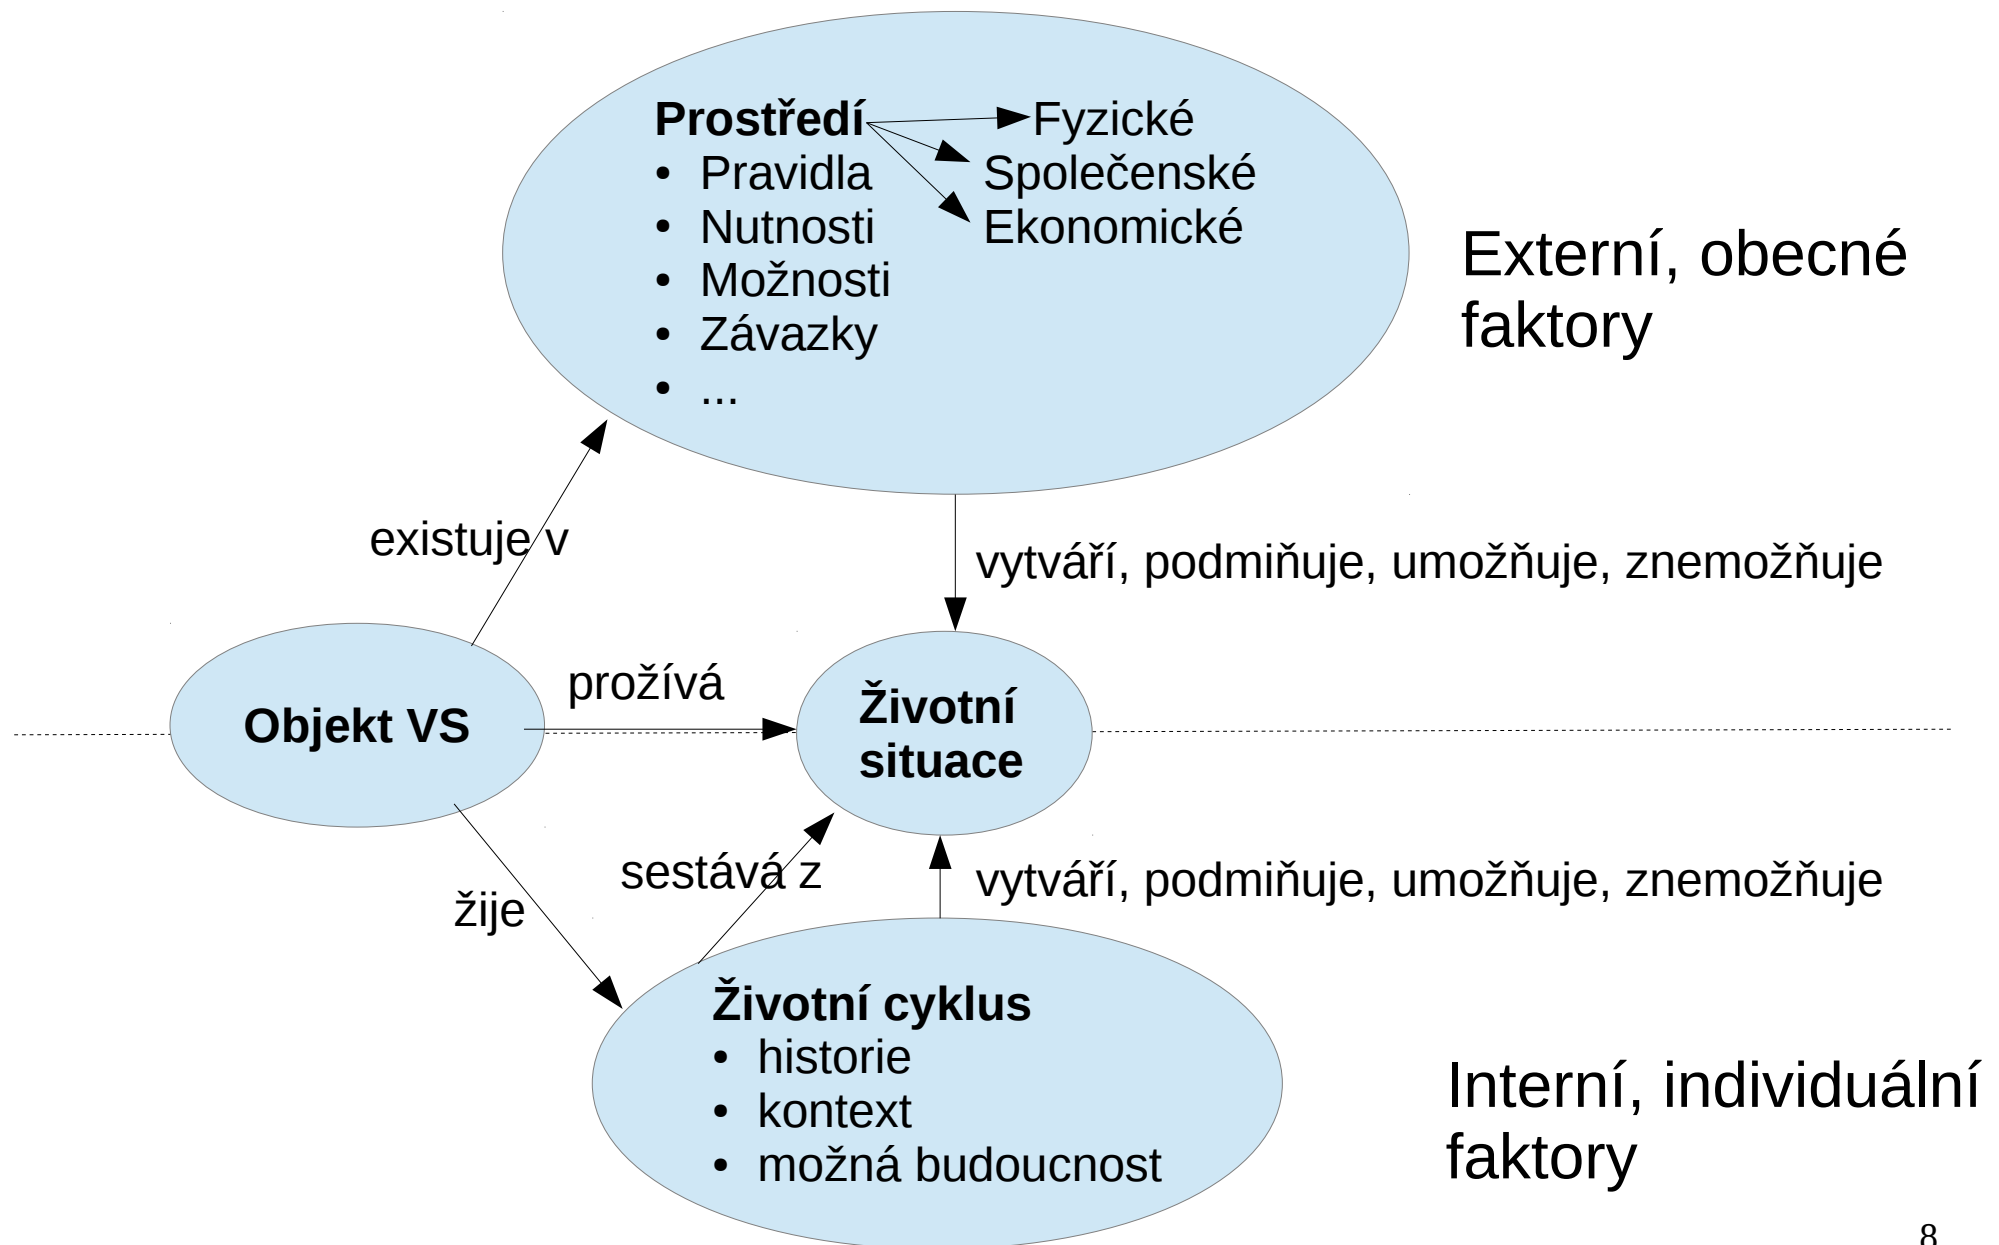 Prostředí
Fyzické
• Pravidla
Společenské
• Nutnosti
Ekonomické
• Možnosti
• Závazky
• ...
Externí, obecné
faktory
existuje v
vytváří, podmiňuje, umožňuje, znemožňuje
prožívá
Objekt VS
Životní
situace
sestává z
vytváří, podmiňuje, umožňuje, znemožňuje
žije
Životní cyklus
• historie
• kontext
• možná budoucnost
Interní, individuální
faktory
8